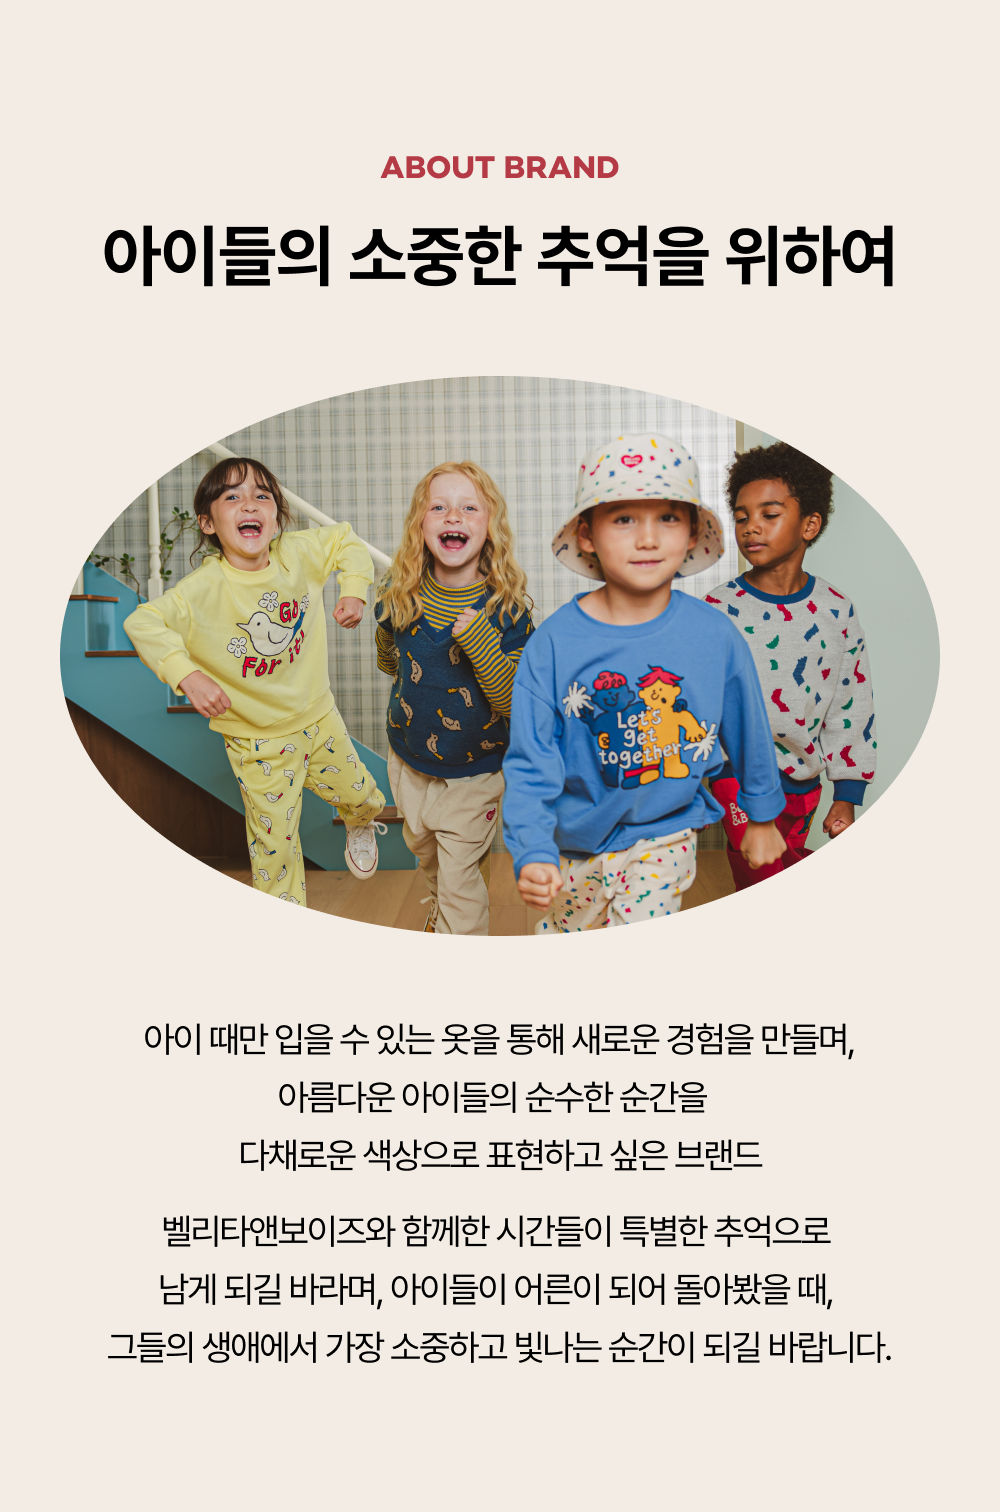 ABOUT BRAND
아이들의 소중한 추억을 위하여
Go
For it!
Let's
get
together
아이 때만 입을 수 있는 옷을 통해 새로운 경험을 만들며,
아름다운 아이들의 순수한 순간을
다채로운 색상으로 표현하고 싶은 브랜드
벨리타앤보이즈와 함께한 시간들이 특별한 추억으로
남게 되길 바라며, 아이들이 어른이 되어 돌아봤을 때,
그들의 생애에서 가장 소중하고 빛나는 순간이 되길 바랍니다.